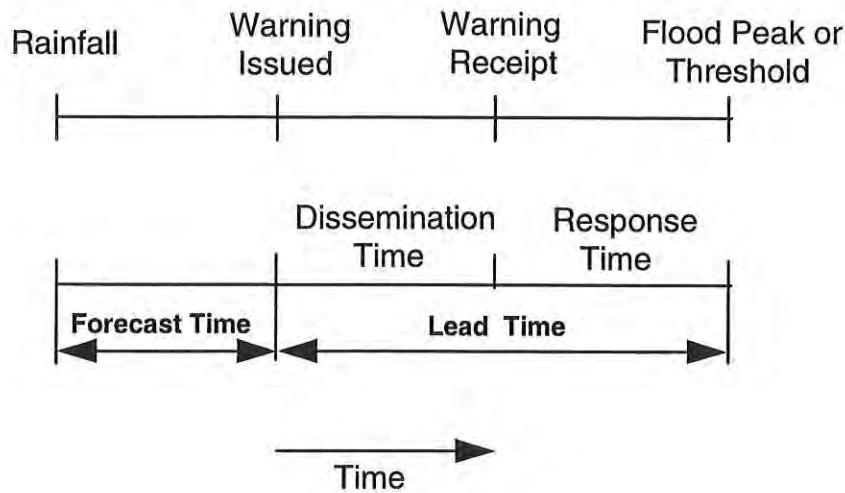 Rainfall
Warning
Issued
Warning
Receipt
Flood Peak or
Threshold
Dissemination
Time
Response
Time
Forecast Time
Lead Time
Time